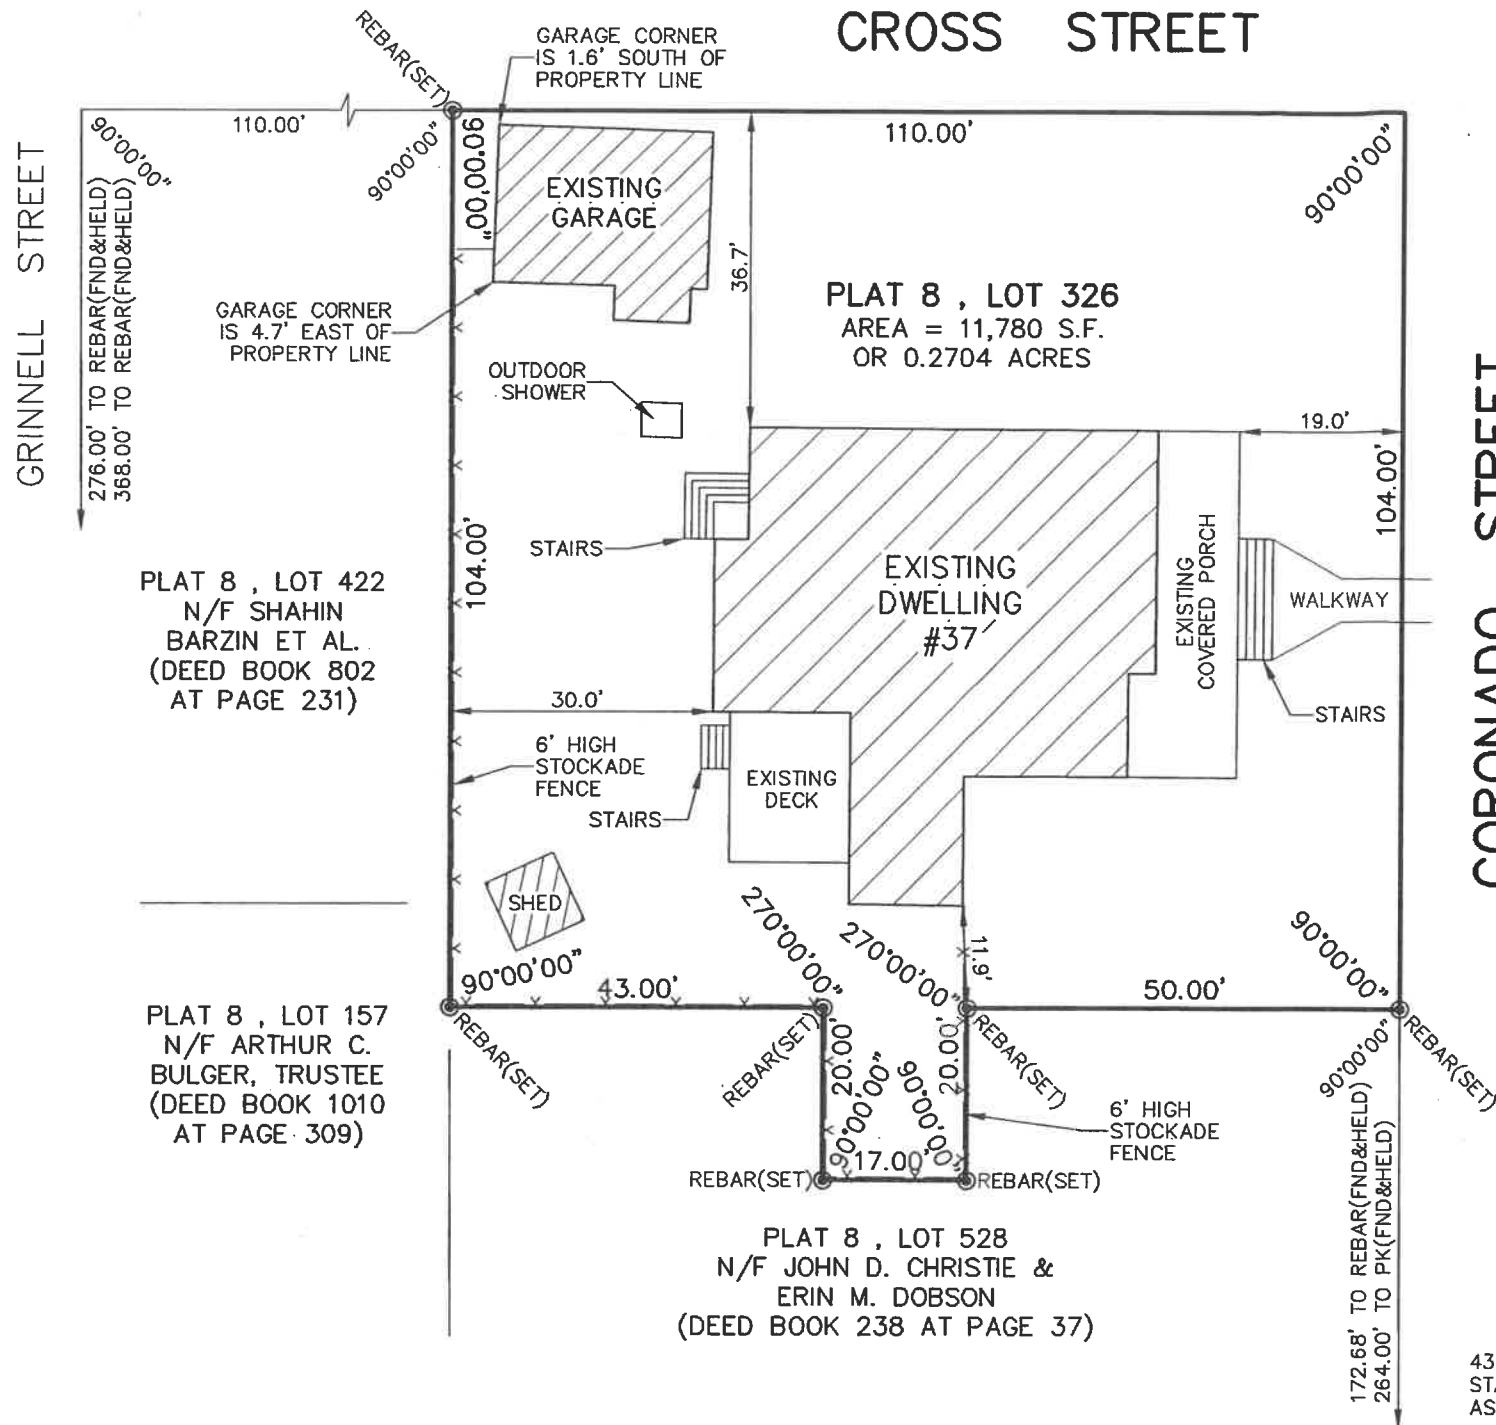 CROSS STREET
REBAR(SET)
GARAGE CORNER
IS 1.6' SOUTH OF
PROPERTY LINE
110.00'
110.00'
90°00'00"
90°00'00"
90°00'00"
90°00'00"
GRINNELL STREET
276.00' TO REBAR(FND&HELD)
368.00' TO REBAR(FND&HELD)
EXISTING
GARAGE
36.7'
GARAGE CORNER
IS 4.7' EAST OF
PROPERTY LINE
PLAT 8 , LOT 326
AREA = 11,780 S.F.
OR 0.2704 ACRES
OUTDOOR
SHOWER
19.0'
104.00'
CORONADO STREET
STAIRS
104.00'
EXISTING
DWELLING
#37
EXISTING
COVERED PORCH
WALKWAY
STAIRS
PLAT 8 , LOT 422
N/F SHAHIN
BARZIN ET AL.
(DEED BOOK 802
AT PAGE 231)
30.0'
6' HIGH
STOCKADE
FENCE
STAIRS
EXISTING
DECK
SHED
90°00'00"
43.00'
270°00'00"
270°00'00"
11.9'
50.00'
90°00'00"
PLAT 8 , LOT 157
N/F ARTHUR C.
BULGER, TRUSTEE
(DEED BOOK 1010
AT PAGE 309)
REBAR(SET)
REBAR(SET)
20.00'
90°00'00"
90°00'00"
20.00'
REBAR(SET)
90°00'00"
REBAR(SET)
6' HIGH
STOCKADE
FENCE
17.00'
REBAR(SET)
REBAR(SET)
PLAT 8 , LOT 528
N/F JOHN D. CHRISTIE &
ERIN M. DOBSON
(DEED BOOK 238 AT PAGE 37)
172.68' TO REBAR(FND&HELD)
264.00' TO PK(FND&HELD)
43
STA
AS